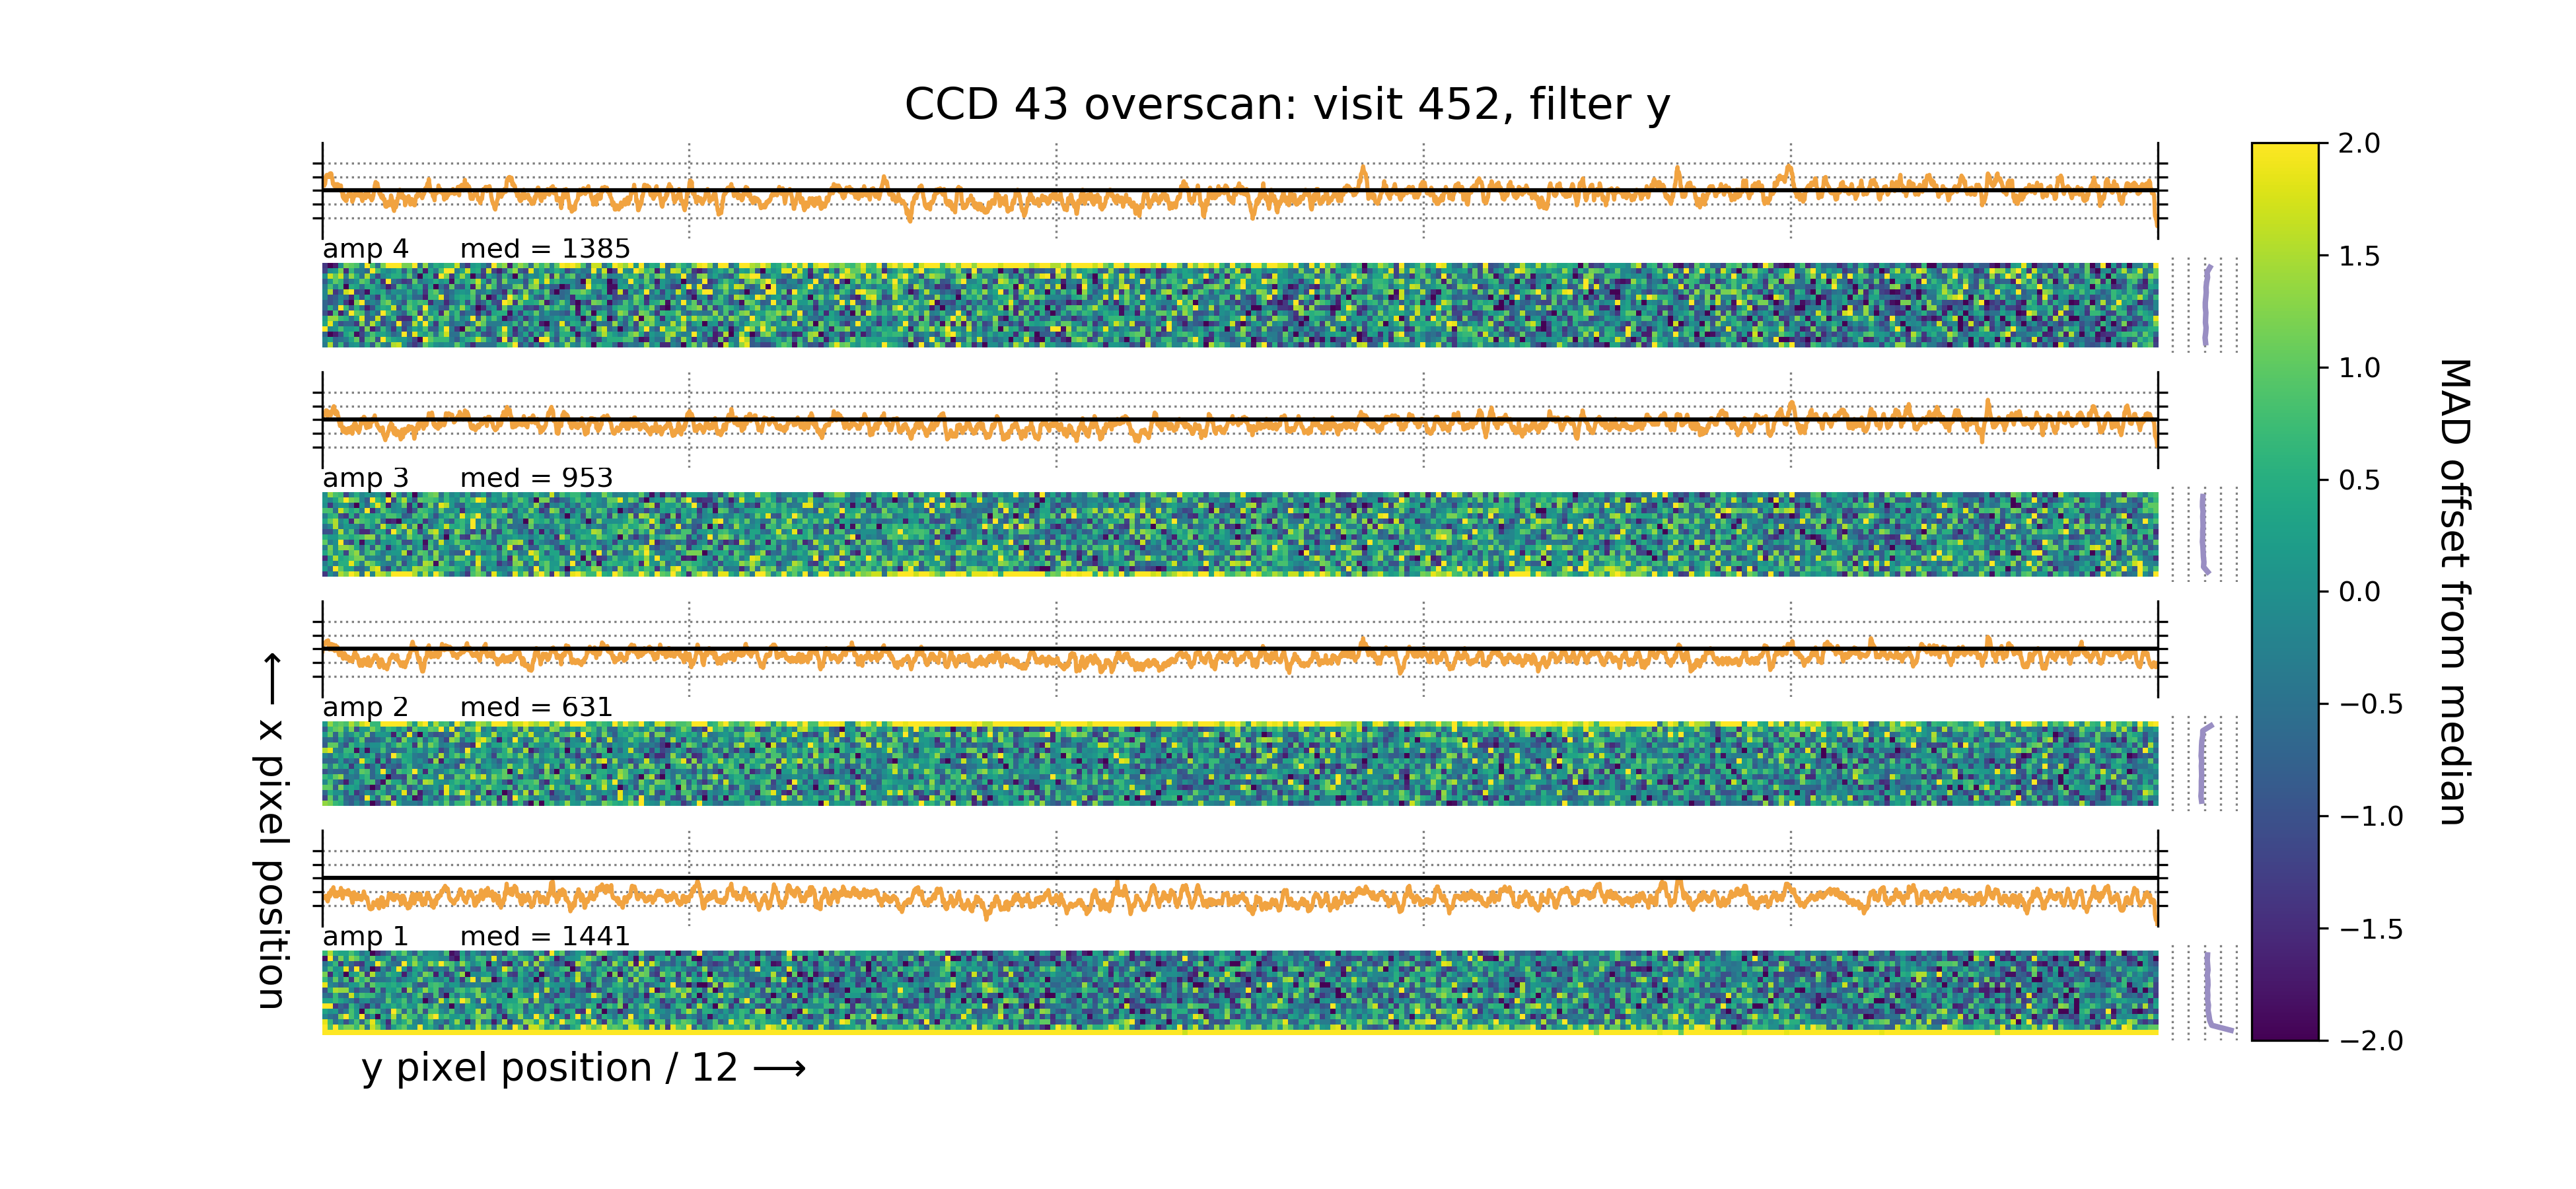 CCD 43 overscan: visit 452, filter y
amp 4 med = 1385
amp 3 med = 953
amp 2 med = 631
amp 1 med = 1441
x pixel position ⟶
y pixel position / 12 ⟶
2.0
1.5
1.0
0.5
0.0
−0.5
−1.0
−1.5
−2.0
MAD offset from median